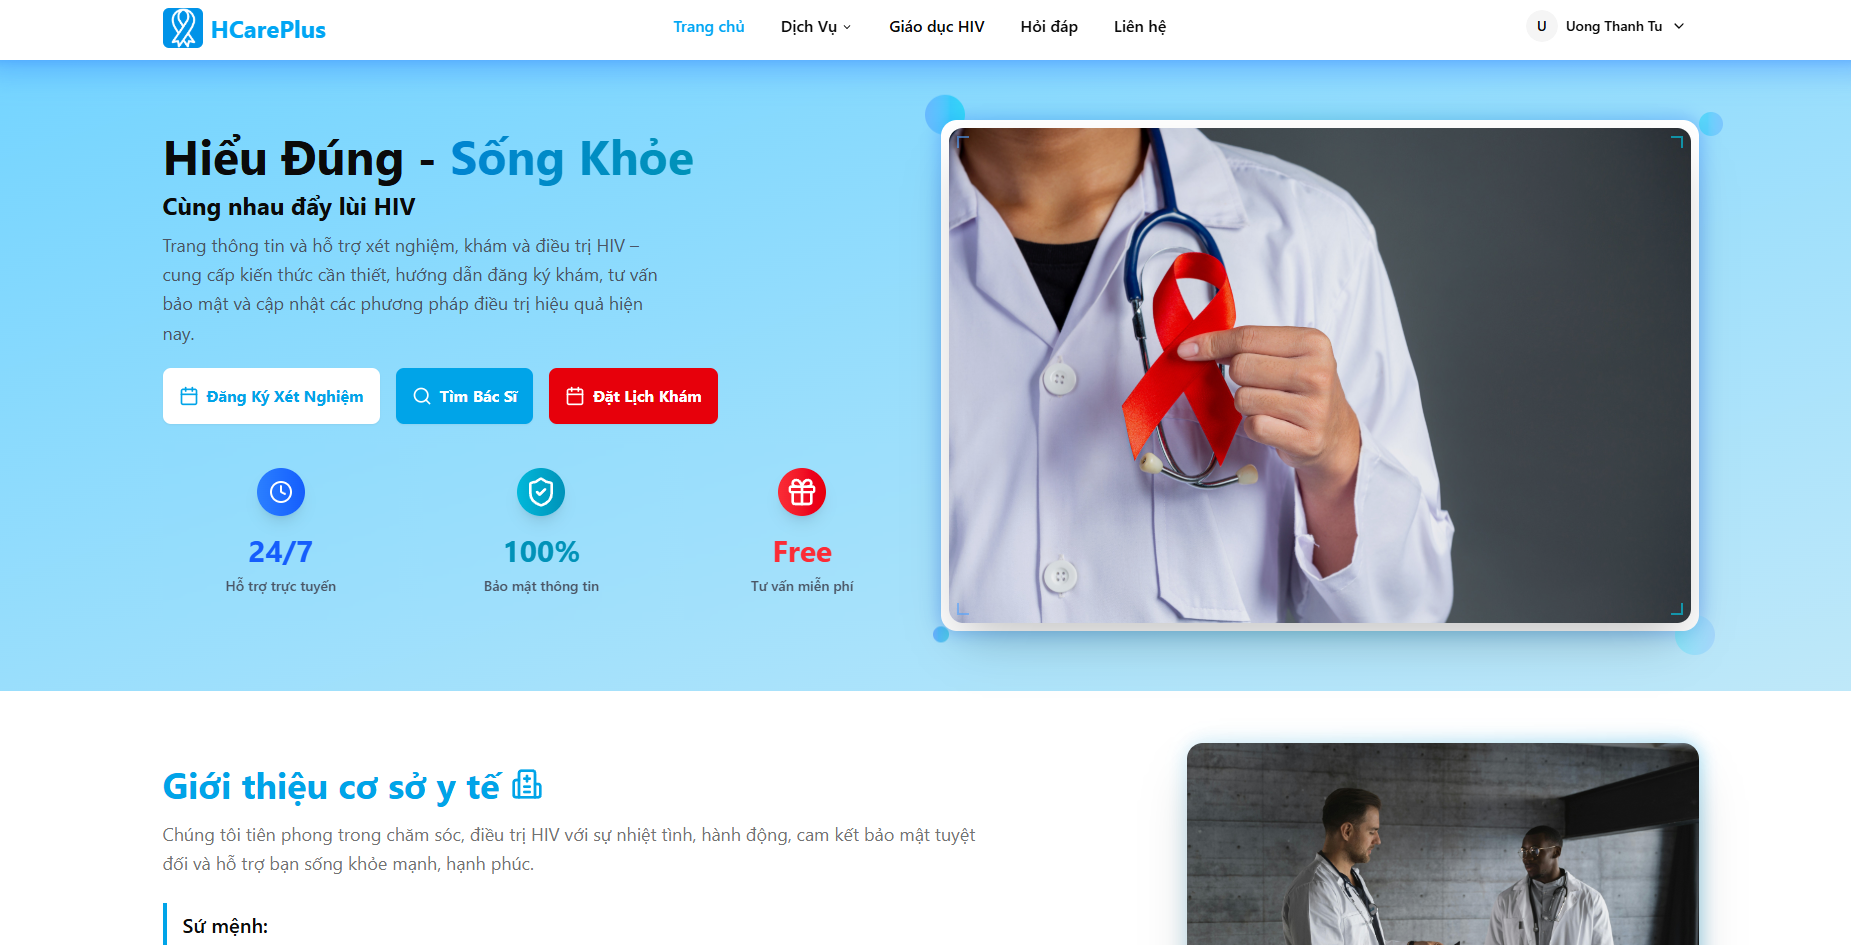 HCarePlus
Trang chủ
Dịch Vụ
Giáo dục HIV
Hỏi đáp
Liên hệ
U
Uong Thanh Tu
Hiểu Đúng - Sống Khỏe
Cùng nhau đẩy lùi HIV
Trang thông tin và hỗ trợ xét nghiệm, khám và điều trị HIV –
cung cấp kiến thức cần thiết, hướng dẫn đăng ký khám, tư vấn
bảo mật và cập nhật các phương pháp điều trị hiệu quả hiện
nay.
Đăng Ký Xét Nghiệm
Tìm Bác Sĩ
Đặt Lịch Khám
24/7
Hỗ trợ trực tuyến
100%
Bảo mật thông tin
Free
Tư vấn miễn phí
Giới thiệu cơ sở y tế
Chúng tôi tiên phong trong chăm sóc, điều trị HIV với sự nhiệt tình, hành động, cam kết bảo mật tuyệt
đối và hỗ trợ bạn sống khỏe mạnh, hạnh phúc.
Sứ mệnh: